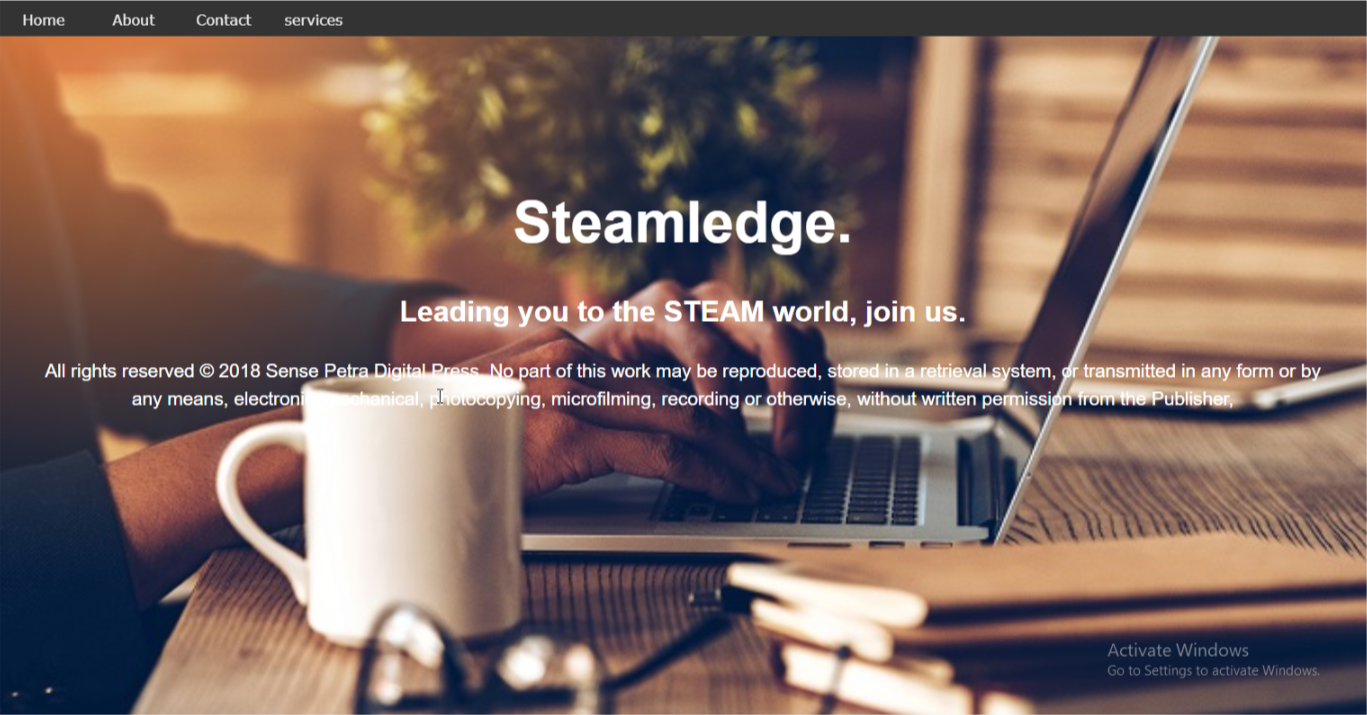 Home About Contact services
Steamledge.
Leading you to the STEAM world, join us.
All rights reserved © 2018 Sense Petra Digital Press. No part of this work may be reproduced, stored in a retrieval system, or transmitted in any form or by
any means, electronic, mechanical, photocopying, microfilming, recording or otherwise, without written permission from the Publisher,
Activate Windows
Go to Settings to activate Windows.